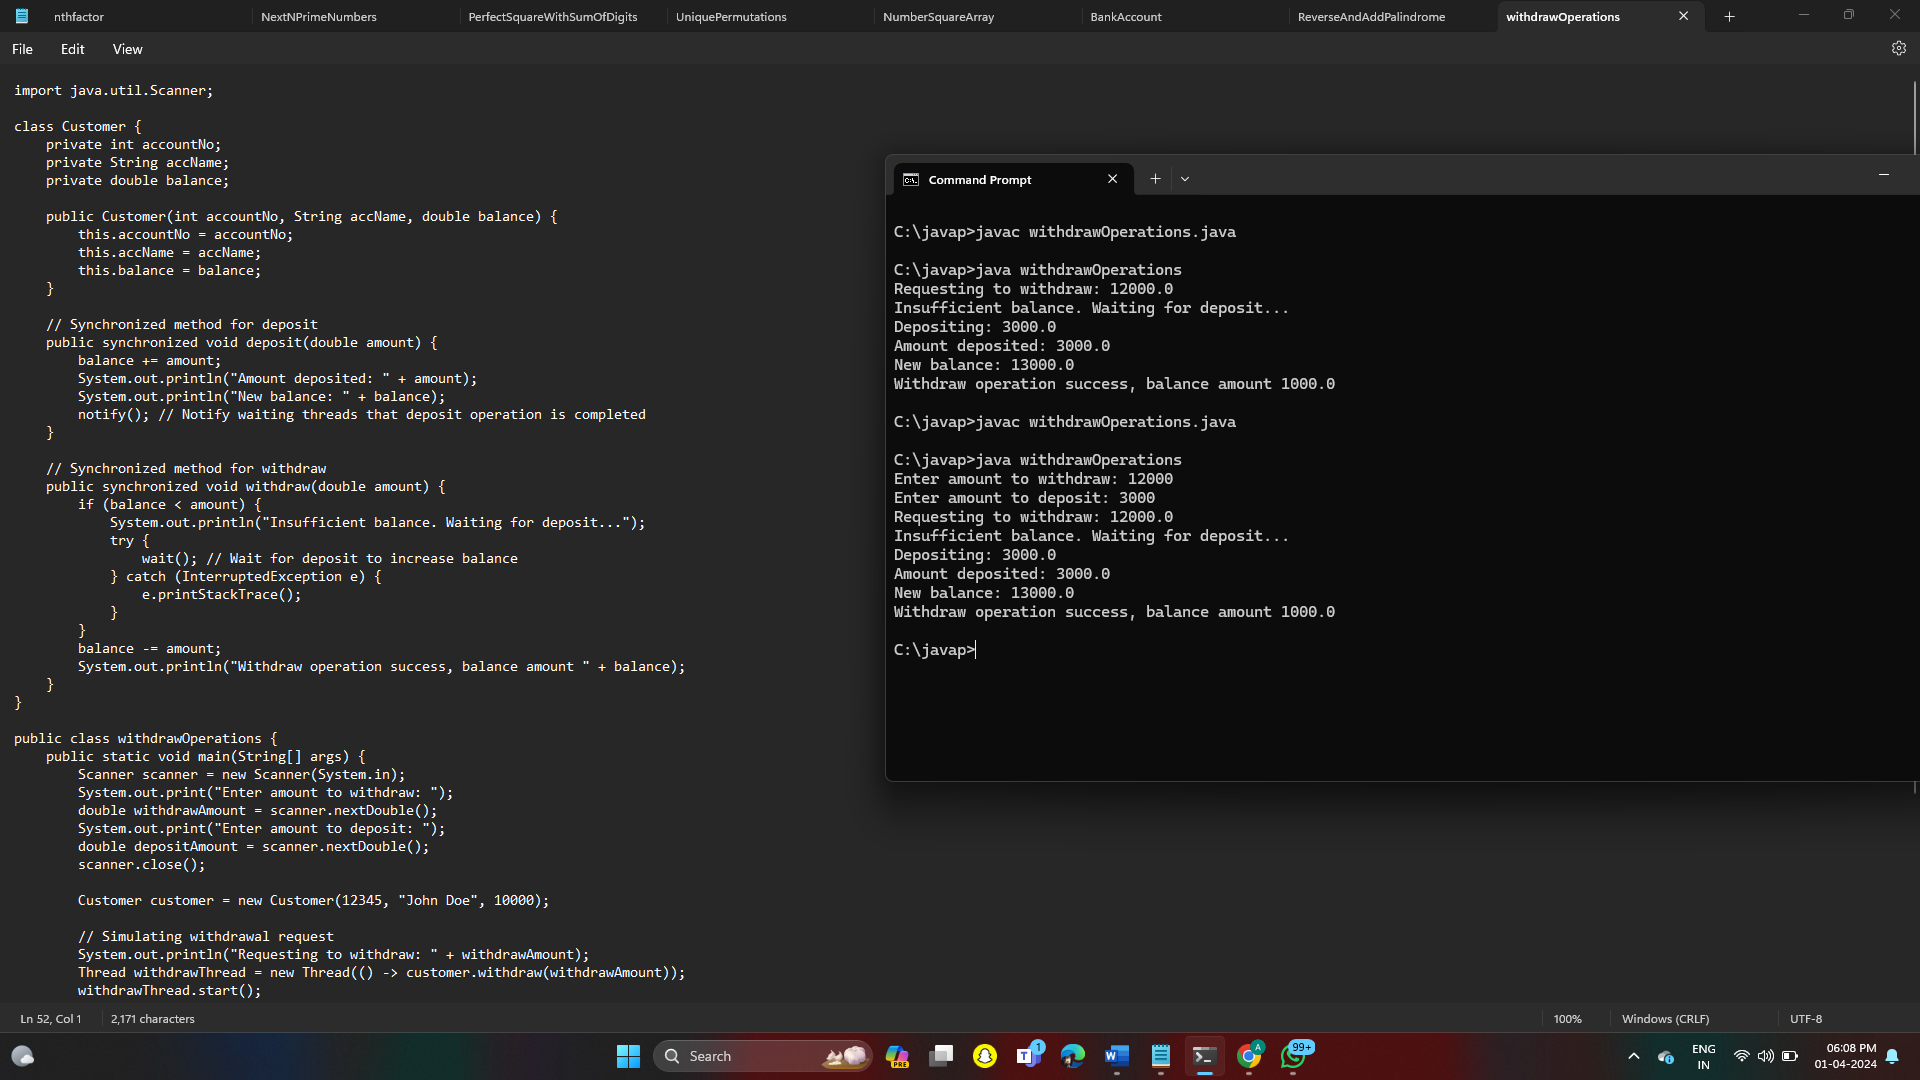 nthfactor
NextNPrimeNumbers
PerfectSquareWithSumOfDigits
UniquePermutations
NumberSquareArray
BankAccount
ReverseAndAddPalindrome
withdrawOperations
File Edit View
import java.util.Scanner;
class Customer {
private int accountNo;
private String accName;
private double balance;
public Customer(int accountNo, String accName, double balance) {
this.accountNo = accountNo;
this.accName = accName;
this.balance = balance;
}
// Synchronized method for deposit
public synchronized void deposit(double amount) {
balance += amount;
System.out.println("Amount deposited: " + amount);
System.out.println("New balance: " + balance);
notify(); // Notify waiting threads that deposit operation is completed
}
// Synchronized method for withdraw
public synchronized void withdraw(double amount) {
if (balance < amount) {
System.out.println("Insufficient balance. Waiting for deposit...");
try {
wait(); // Wait for deposit to increase balance
} catch (InterruptedException e) {
e.printStackTrace();
}
}
balance -= amount;
System.out.println("Withdraw operation success, balance amount " + balance);
}
}
public class withdrawOperations {
public static void main(String[] args) {
Scanner scanner = new Scanner(System.in);
System.out.print("Enter amount to withdraw: ");
double withdrawAmount = scanner.nextDouble();
System.out.print("Enter amount to deposit: ");
double depositAmount = scanner.nextDouble();
scanner.close();
Customer customer = new Customer(12345, "John Doe", 10000);
// Simulating withdrawal request
System.out.println("Requesting to withdraw: " + withdrawAmount);
Thread withdrawThread = new Thread(() -> customer.withdraw(withdrawAmount));
withdrawThread.start();
Command Prompt
C:\javap>javac withdrawOperations.java
C:\javap>java withdrawOperations
Requesting to withdraw: 12000.0
Insufficient balance. Waiting for deposit...
Depositing: 3000.0
Amount deposited: 3000.0
New balance: 13000.0
Withdraw operation success, balance amount 1000.0
C:\javap>javac withdrawOperations.java
C:\javap>java withdrawOperations
Enter amount to withdraw: 12000
Enter amount to deposit: 3000
Requesting to withdraw: 12000.0
Insufficient balance. Waiting for deposit...
Depositing: 3000.0
Amount deposited: 3000.0
New balance: 13000.0
Withdraw operation success, balance amount 1000.0
C:\javap>
Ln 52, Col 1
2,171 characters
100%
Windows (CRLF)
UTF-8
Search
PRE
T
1
W
A
99+
ENG
IN
06:08 PM
01-04-2024